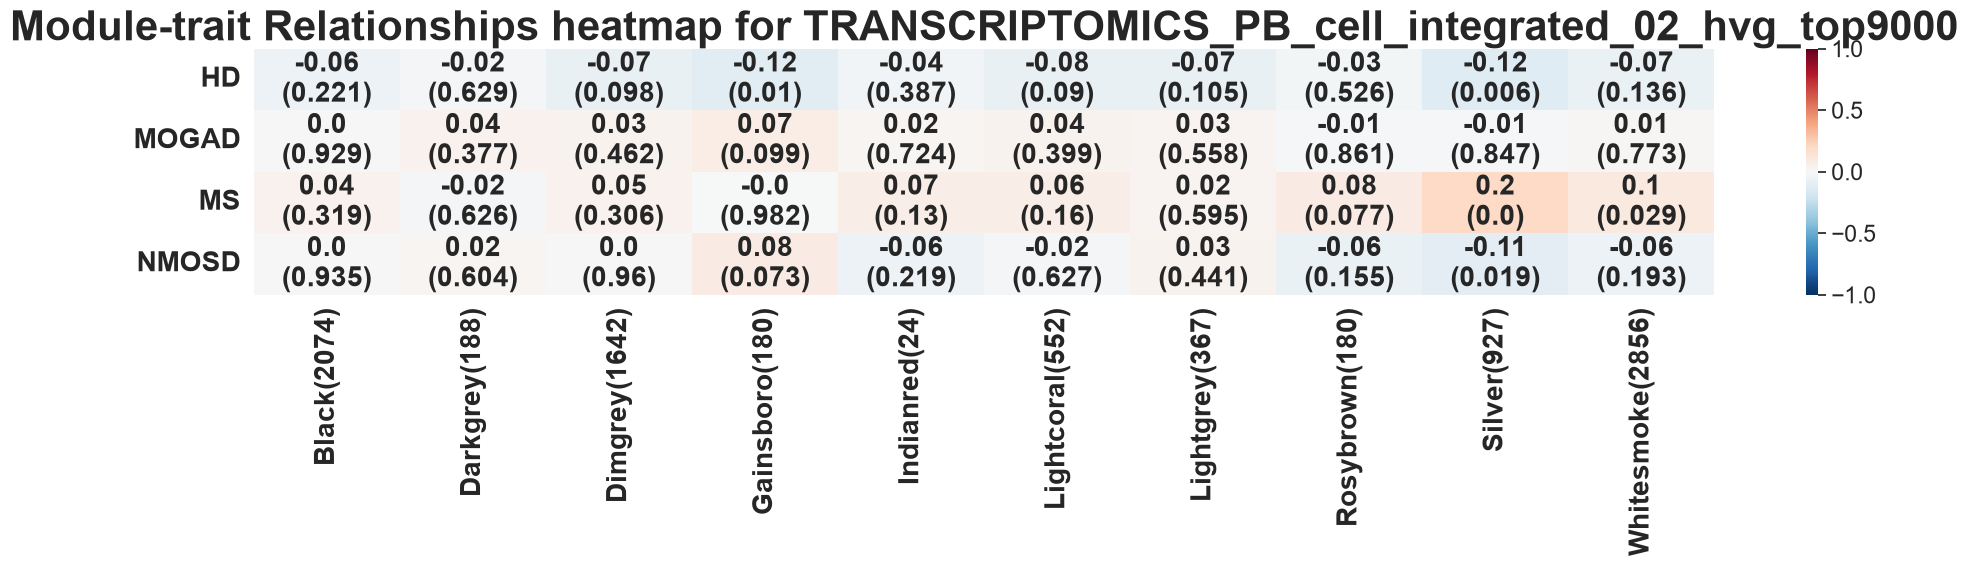 Module-trait Relationships heatmap for TRANSCRIPTOMICS_PB_cell_integrated_02_hvg_top9000
HD -0.06 -0.02 -0.07 -0.12 -0.04 -0.08 -0.07 -0.03 -0.12 -0.07
(0.221) (0.629) (0.098) (0.01) (0.387) (0.09) (0.105) (0.526) (0.006) (0.136)
MOGAD 0.0 0.04 0.03 0.07 0.02 0.04 0.03 -0.01 -0.01 0.01
(0.929) (0.377) (0.462) (0.099) (0.724) (0.399) (0.558) (0.861) (0.847) (0.773)
MS 0.04 -0.02 0.05 -0.0 0.07 0.06 0.02 0.08 0.2 0.1
(0.319) (0.626) (0.306) (0.982) (0.13) (0.16) (0.595) (0.077) (0.0) (0.029)
NMOSD 0.0 0.02 0.0 0.08 -0.06 -0.02 0.03 -0.06 -0.11 -0.06
(0.935) (0.604) (0.96) (0.073) (0.219) (0.627) (0.441) (0.155) (0.019) (0.193)
Black(2074)
Darkgrey(188)
Dimgrey(1642)
Gainsboro(180)
Indianred(24)
Lightcoral(552)
Lightgrey(367)
Rosybrown(180)
Silver(927)
Whitesmoke(2856)
1.0
0.5
0.0
−0.5
−1.0